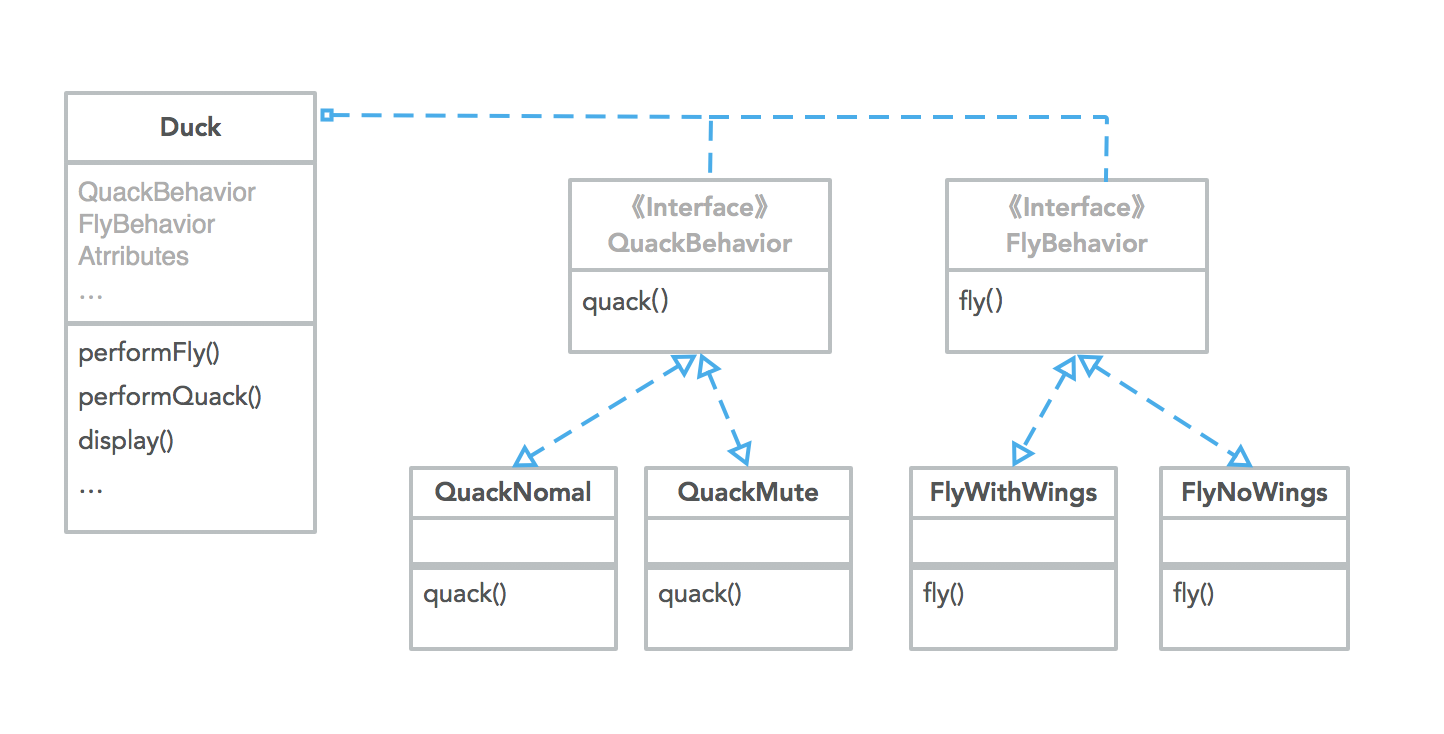 Duck
QuackBehavior
FlyBehavior
Atrributes
...
performFly()
performQuack()
display()
...
《Interface》
QuackBehavior
quack()
《Interface》
FlyBehavior
fly()
QuackNomal
quack()
QuackMute
quack()
FlyWithWings
fly()
FlyNoWings
fly()